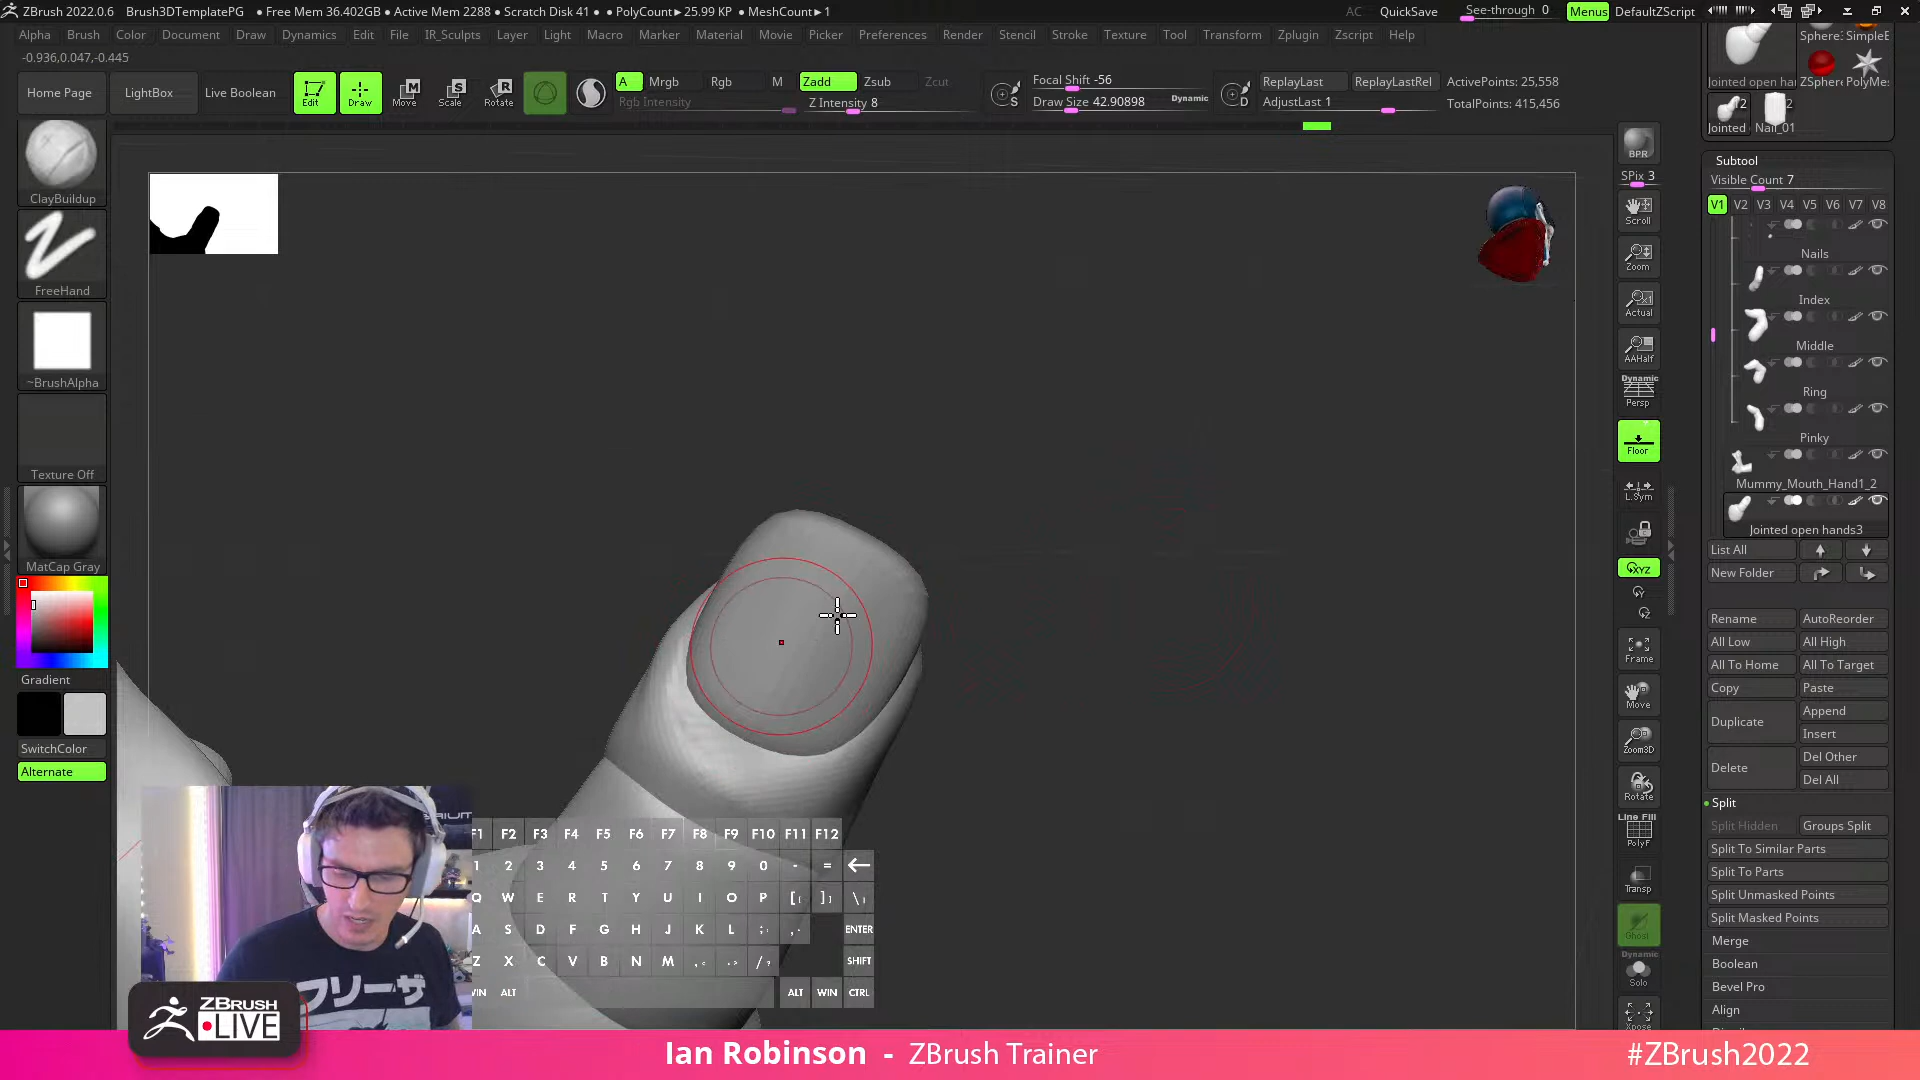 ZBrush 2022.0.6 Brush3DTemplatePG • Free Mem 36.402GB • Active Mem 2288 • Scratch Disk 41 • PolyCount► 25.99 KP • MeshCount► 1
AC QuickSave See-through 0 Menus DefaultZScript
Alpha Brush Color Document Draw Dynamics Edit File IR_Sculpts Layer Light Macro Marker Material Movie Picker Preferences Render Stencil Stroke Texture Tool Transform Zplugin Zscript Help
-0.936,0.047,-0.445
Home Page LightBox Live Boolean Edit Draw Move Scale Rotate
A Mrgb Rgb M Zadd Zsub Zcut
Rgb Intensity Z Intensity 8
S Focal Shift -56
Draw Size 42.90898 Dynamic
D ReplayLast ReplayLastRel
AdjustLast 1
ActivePoints: 25,558
TotalPoints: 415,456
ClayBuildup
FreeHand
~BrushAlpha
Texture Off
MatCap Gray
Gradient
SwitchColor
Alternate
BPR
SPix 3
Scroll
Zoom
Actual
AAHalf
Dynamic
Persp
Floor
L.Sym
XYZ
Frame
Move
Zoom3D
Rotate
Line Fill
PolyF
Transp
Ghost
Dynamic
Solo
Xpose
Jointed open ha
ZSphere PolyMe
Jointed Nail_01
Subtool
Visible Count 7
V1 V2 V3 V4 V5 V6 V7 V8
Nails
Index
Middle
Ring
Pinky
Mummy_Mouth_Hand1_2
Jointed open hands3
List All
New Folder
Rename AutoReorder
All Low All High
All To Home All To Target
Copy Paste
Duplicate Append
Insert
Delete Del Other
Del All
Split
Split Hidden Groups Split
Split To Similar Parts
Split To Parts
Split Unmasked Points
Split Masked Points
Merge
Boolean
Bevel Pro
Align
F1 F2 F3 F4 F5 F6 F7 F8 F9 F10 F11 F12
1 2 3 4 5 6 7 8 9 0 - =
Q W E R T Y U I O P [ ] \
A S D F G H J K L ; ENTER
Z X C V B N M , . / ? SHIFT
WIN ALT ALT WIN CTRL
フリーザ
ZBRUSH
LIVE
Ian Robinson - ZBrush Trainer
#ZBrush2022